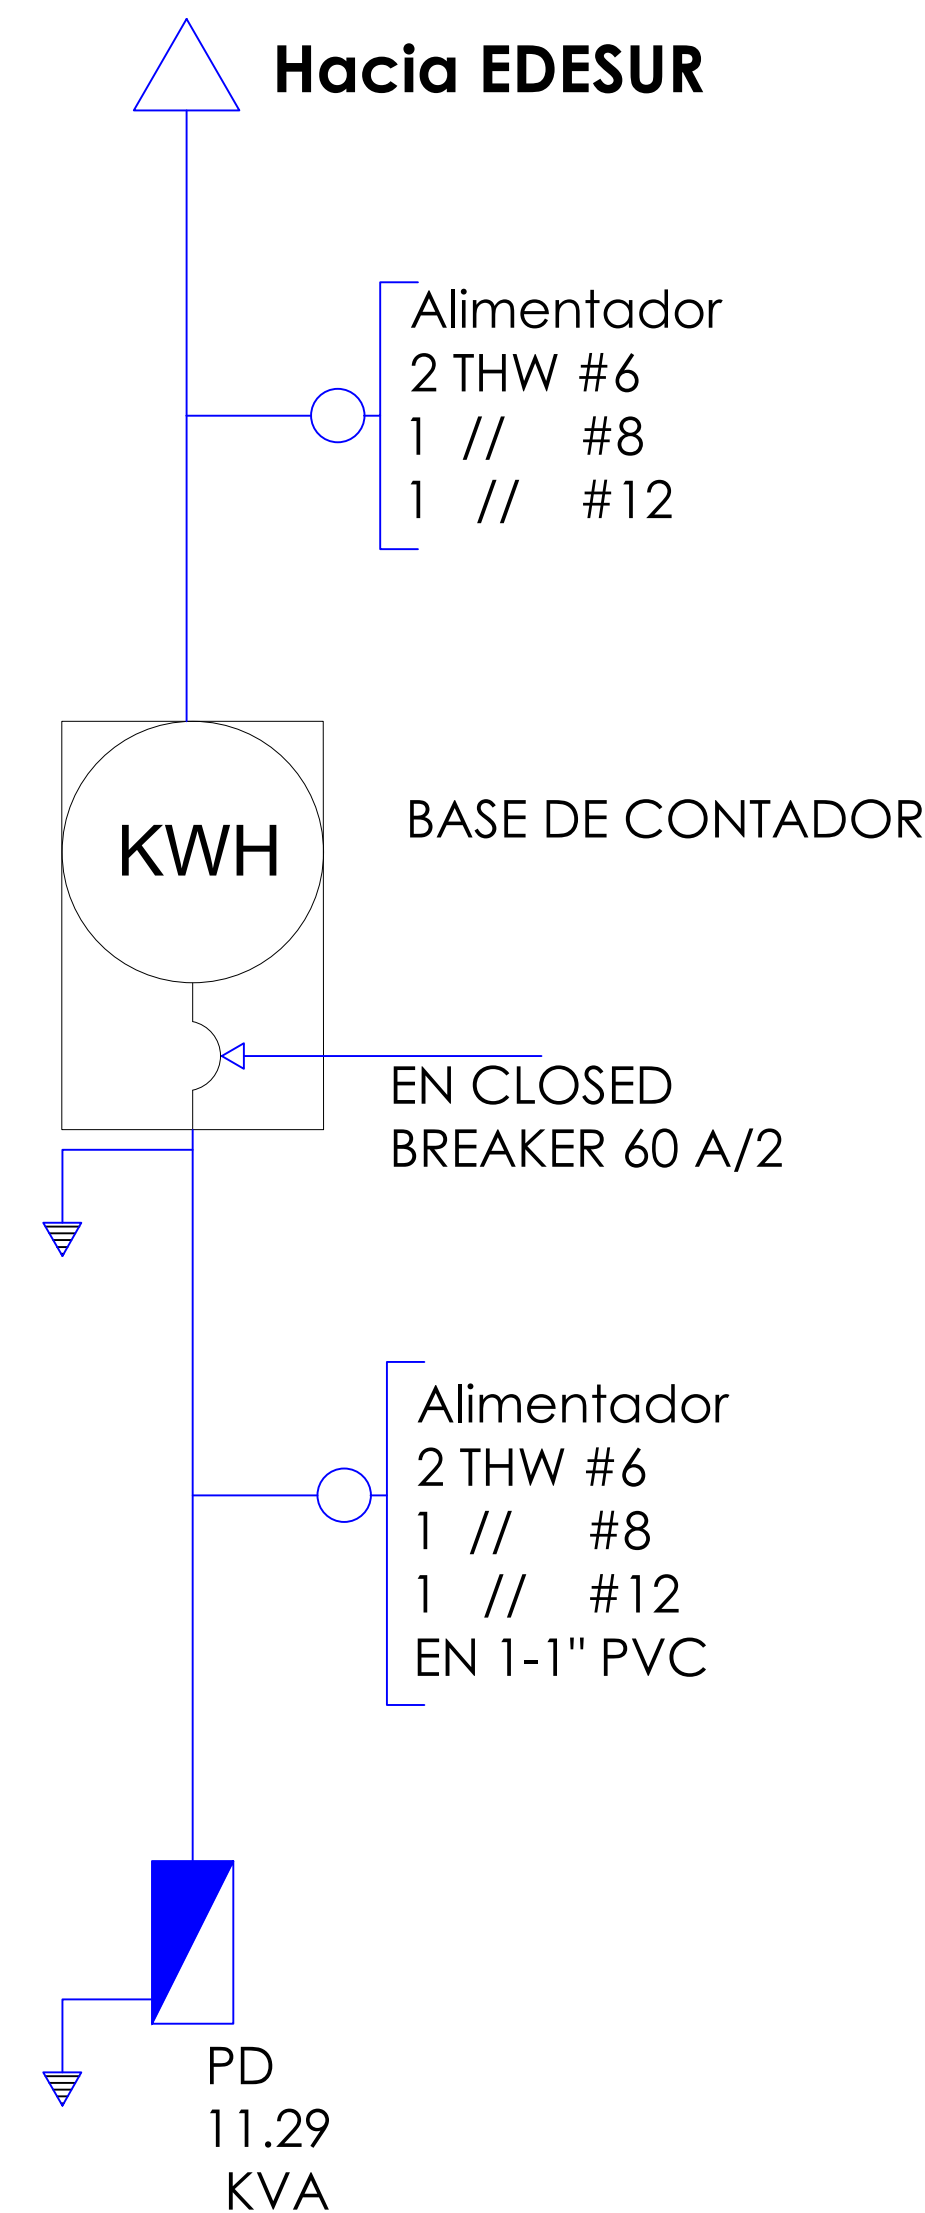 Hacia EDESUR
Alimentador
2 THW #6
1 // #8
1 // #12
KWH
BASE DE CONTADOR
EN CLOSED
BREAKER 60 A/2
Alimentador
2 THW #6
1 // #8
1 // #12
EN 1-1" PVC
PD
11.29
KVA